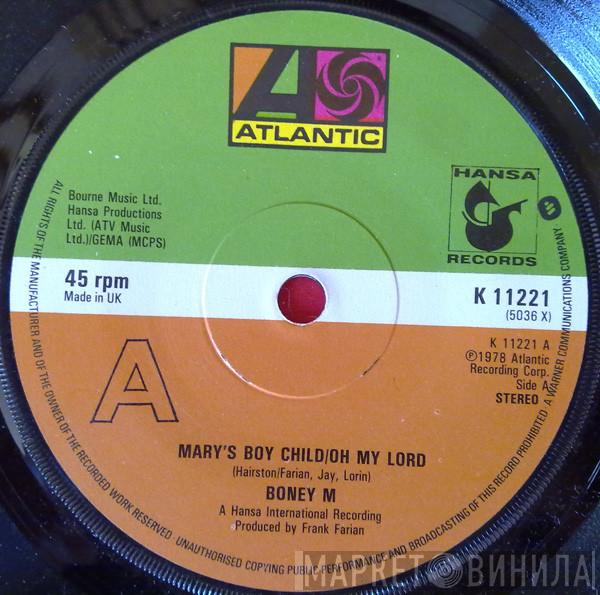 ATLANTIC
HANSA
RECORDS
Bourne Music Ltd.
Hansa Productions
Ltd. (ATV Music
Ltd.)/GEMA (MCPS)
45 rpm
Made in UK
K 11221
(5036 X)
K 11221 A
℗1978 Atlantic
Recording Corp.
Side A
STEREO
A
MARY'S BOY CHILD/OH MY LORD
(Hairston/Farian, Jay, Lorin)
BONEY M
A Hansa International Recording
Produced by Frank Farian
ALL RIGHTS OF THE MANUFACTURER AND OF THE OWNER OF THE RECORDED WORK RESERVED · UNAUTHORISED COPYING PUBLIC PERFORMANCE AND BROADCASTING OF THIS RECORD PROHIBITED A WARNER COMMUNICATIONS COMPANY ·
МАРКЕТ ВИНИЛА